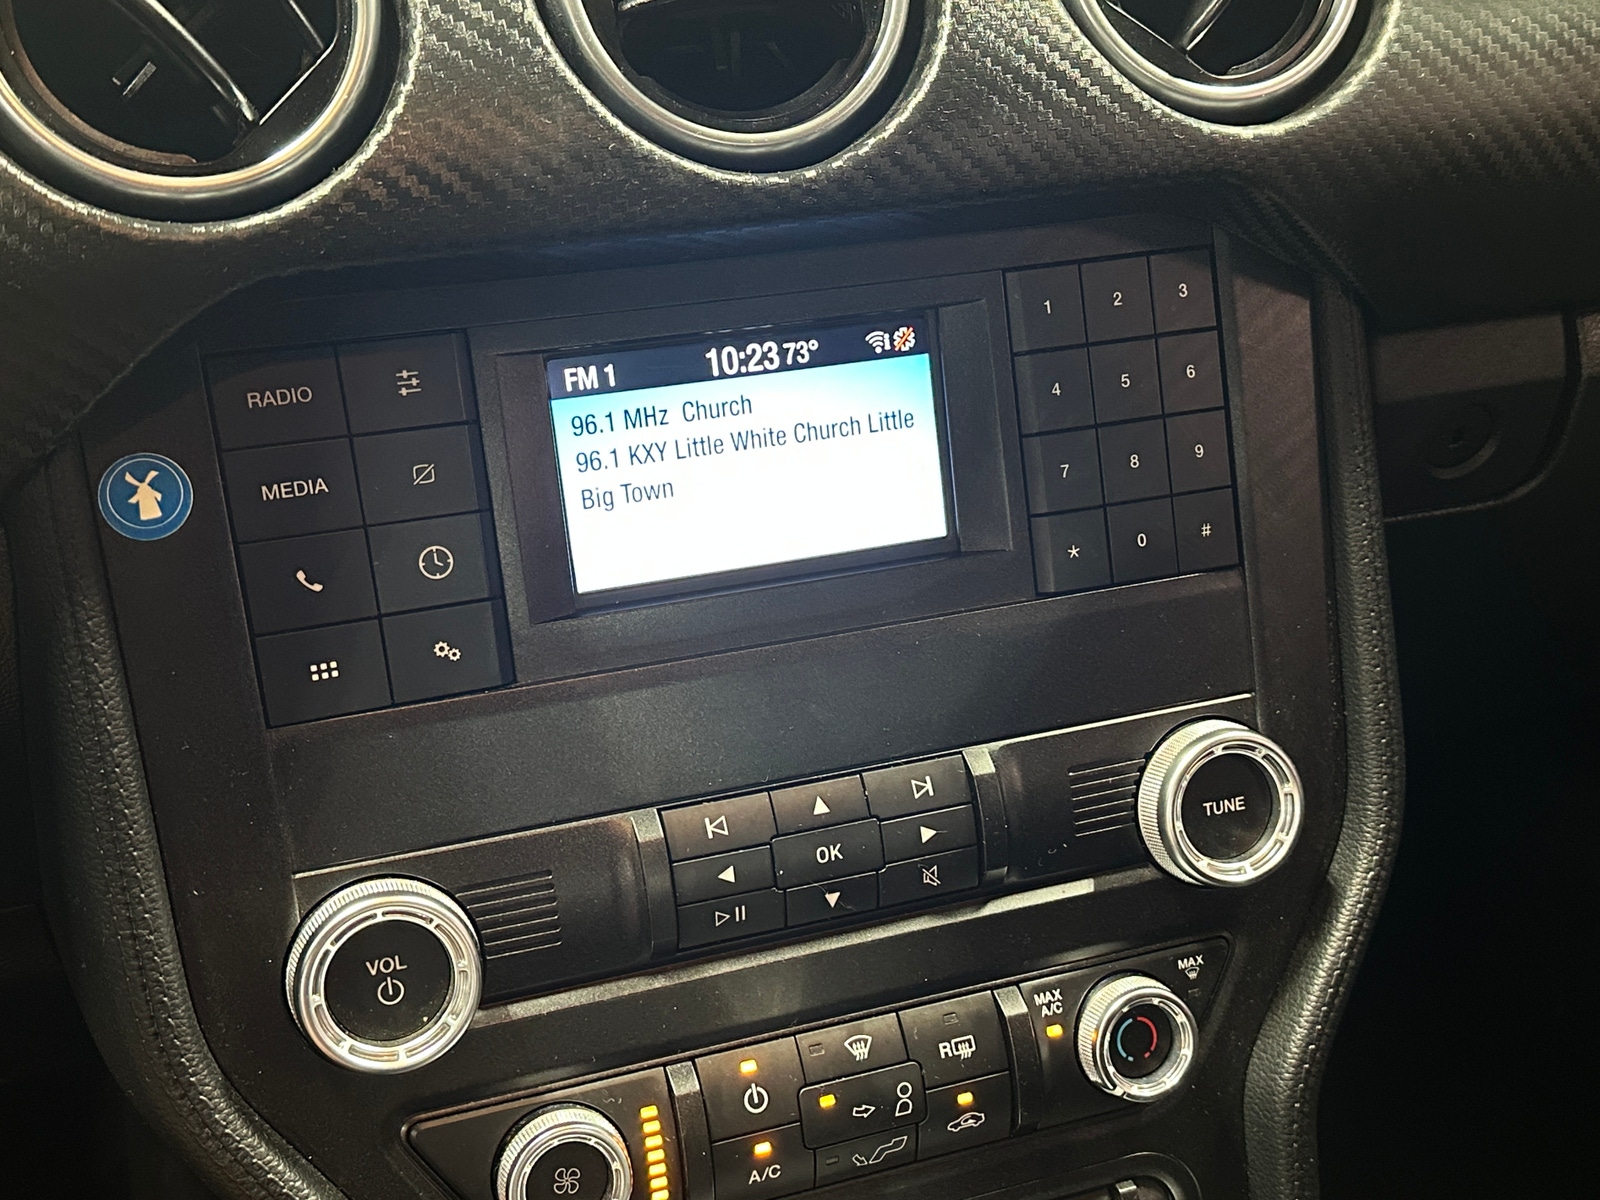 FM 1 10:23 73°
96.1 MHz Church
96.1 KXY Little White Church Little
Big Town
RADIO
MEDIA
1 2 3
4 5 6
7 8 9
* 0 #
OK
TUNE
VOL
MAX
MAX
A/C
R
A/C